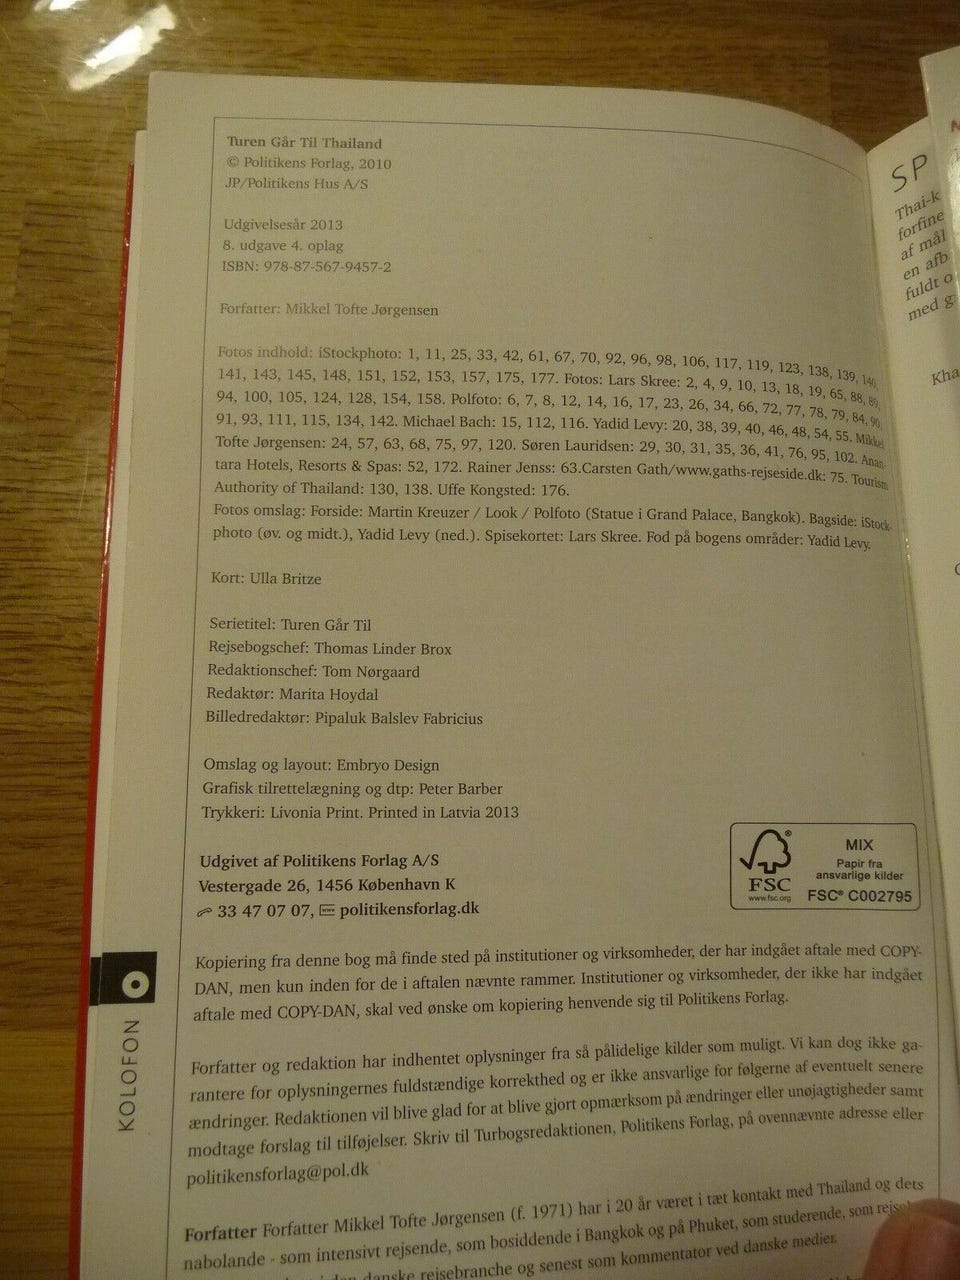 Turen Går Til Thailand
© Politikens Forlag, 2010
JP/Politikens Hus A/S
Udgivelsesår 2013
8. udgave 4. oplag
ISBN: 978-87-567-9457-2
Forfatter: Mikkel Tofte Jørgensen
Fotos indhold: iStockphoto: 1, 11, 25, 33, 42, 61, 67, 70, 92, 96, 98, 106, 117, 119, 123, 138, 139, 140,
141, 143, 145, 148, 151, 152, 153, 157, 175, 177. Fotos: Lars Skree: 2, 4, 9, 10, 13, 18, 19, 65, 88, 89,
94, 100, 105, 124, 128, 154, 158. Polfoto: 6, 7, 8, 12, 14, 16, 17, 23, 26, 34, 66, 72, 77, 78, 79, 84, 90,
91, 93, 111, 115, 134, 142. Michael Bach: 15, 112, 116. Yadid Levy: 20, 38, 39, 40, 46, 48, 54, 55. Mikkel
Tofte Jørgensen: 24, 57, 63, 68, 75, 97, 120. Søren Lauridsen: 29, 30, 31, 35, 36, 41, 76, 95, 102. Anan-
tara Hotels, Resorts & Spas: 52, 172. Rainer Jenss: 63.Carsten Gath/www.gaths-rejseside.dk: 75. Tourism
Authority of Thailand: 130, 138. Uffe Kongsted: 176.
Fotos omslag: Forside: Martin Kreuzer / Look / Polfoto (Statue i Grand Palace, Bangkok). Bagside: iStock-
photo (øv. og midt.), Yadid Levy (ned.). Spisekortet: Lars Skree. Fod på bogens områder: Yadid Levy.
Kort: Ulla Britze
Serietitel: Turen Går Til
Rejsebogschef: Thomas Linder Brox
Redaktionschef: Tom Nørgaard
Redaktør: Marita Hoydal
Billedredaktør: Pipaluk Balslev Fabricius
Omslag og layout: Embryo Design
Grafisk tilrettelægning og dtp: Peter Barber
Trykkeri: Livonia Print. Printed in Latvia 2013
Udgivet af Politikens Forlag A/S
Vestergade 26, 1456 København K
33 47 07 07, www politikensforlag.dk
FSC®
www.fsc.org
MIX
Papir fra
ansvarlige kilder
FSC® C002795
Kopiering fra denne bog må finde sted på institutioner og virksomheder, der har indgået aftale med COPY-
DAN, men kun inden for de i aftalen nævnte rammer. Institutioner og virksomheder, der ikke har indgået
aftale med COPY-DAN, skal ved ønske om kopiering henvende sig til Politikens Forlag.
Forfatter og redaktion har indhentet oplysninger fra så pålidelige kilder som muligt. Vi kan dog ikke ga-
rantere for oplysningernes fuldstændige korrekthed og er ikke ansvarlige for følgerne af eventuelt senere
ændringer. Redaktionen vil blive glad for at blive gjort opmærksom på ændringer eller unøjagtigheder samt
modtage forslag til tilføjelser. Skriv til Turbogsredaktionen, Politikens Forlag, på ovennævnte adresse eller
politikensforlag@pol.dk
Forfatter Forfatter Mikkel Tofte Jørgensen (f. 1971) har i 20 år været i tæt kontakt med Thailand og dets
nabolande - som intensivt rejsende, som bosiddende i Bangkok og på Phuket, som studerende, som
danske rejsebranche og senest som kommentator ved danske medier.
KOLOFON
SP
Thai-k
forfine
af mål
en afb
fuldt o
med g
Kha